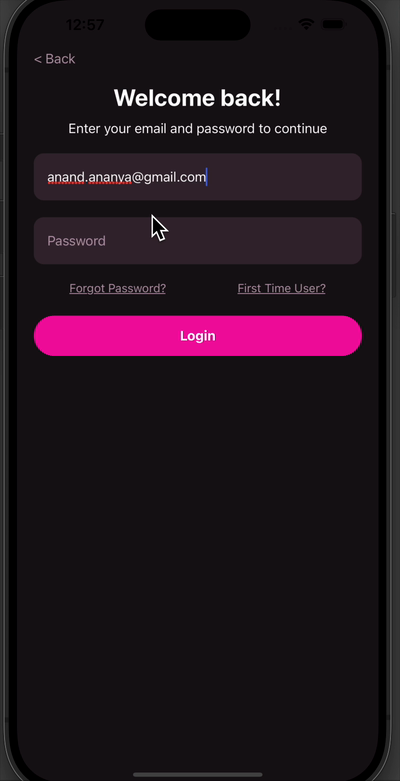 12:57
< Back
Welcome back!
Enter your email and password to continue
anand.ananya@gmail.com
Password
Forgot Password? First Time User?
Login